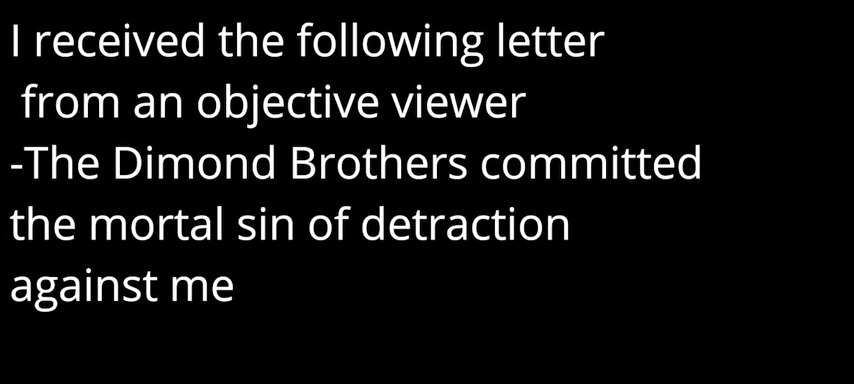 I received the following letter
from an objective viewer
-The Dimond Brothers committed
the mortal sin of detraction
against me